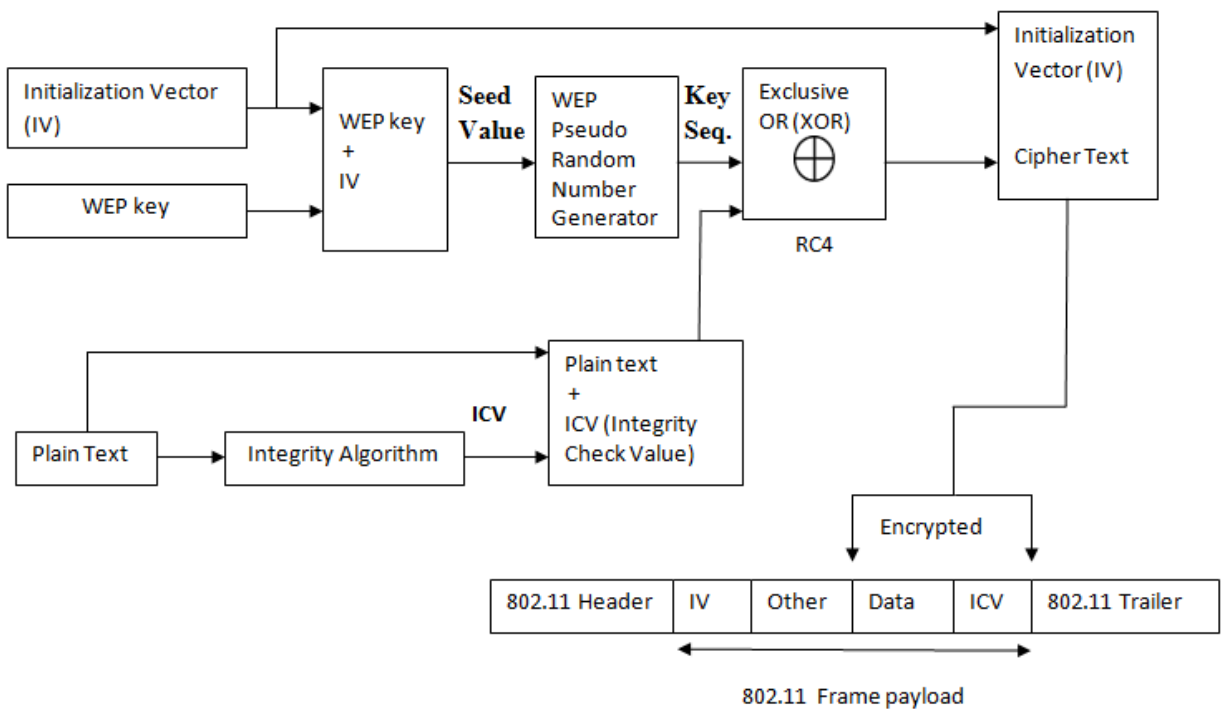 Initialization Vector
(IV)
WEP key
WEP key
+
IV
Seed
Value
WEP
Pseudo
Random
Number
Generator
Key
Seq.
Exclusive
OR (XOR)
RC4
Initialization
Vector (IV)
Cipher Text
Plain Text
Integrity Algorithm
ICV
Plain text
+
ICV (Integrity
Check Value)
Encrypted
802.11 Header IV Other Data ICV 802.11 Trailer
802.11 Frame payload